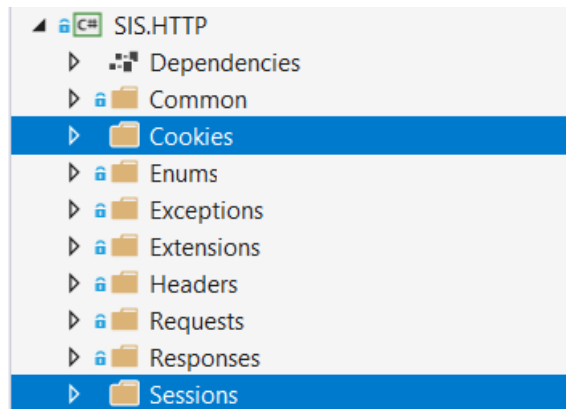 C# SIS.HTTP
Dependencies
Common
Cookies
Enums
Exceptions
Extensions
Headers
Requests
Responses
Sessions